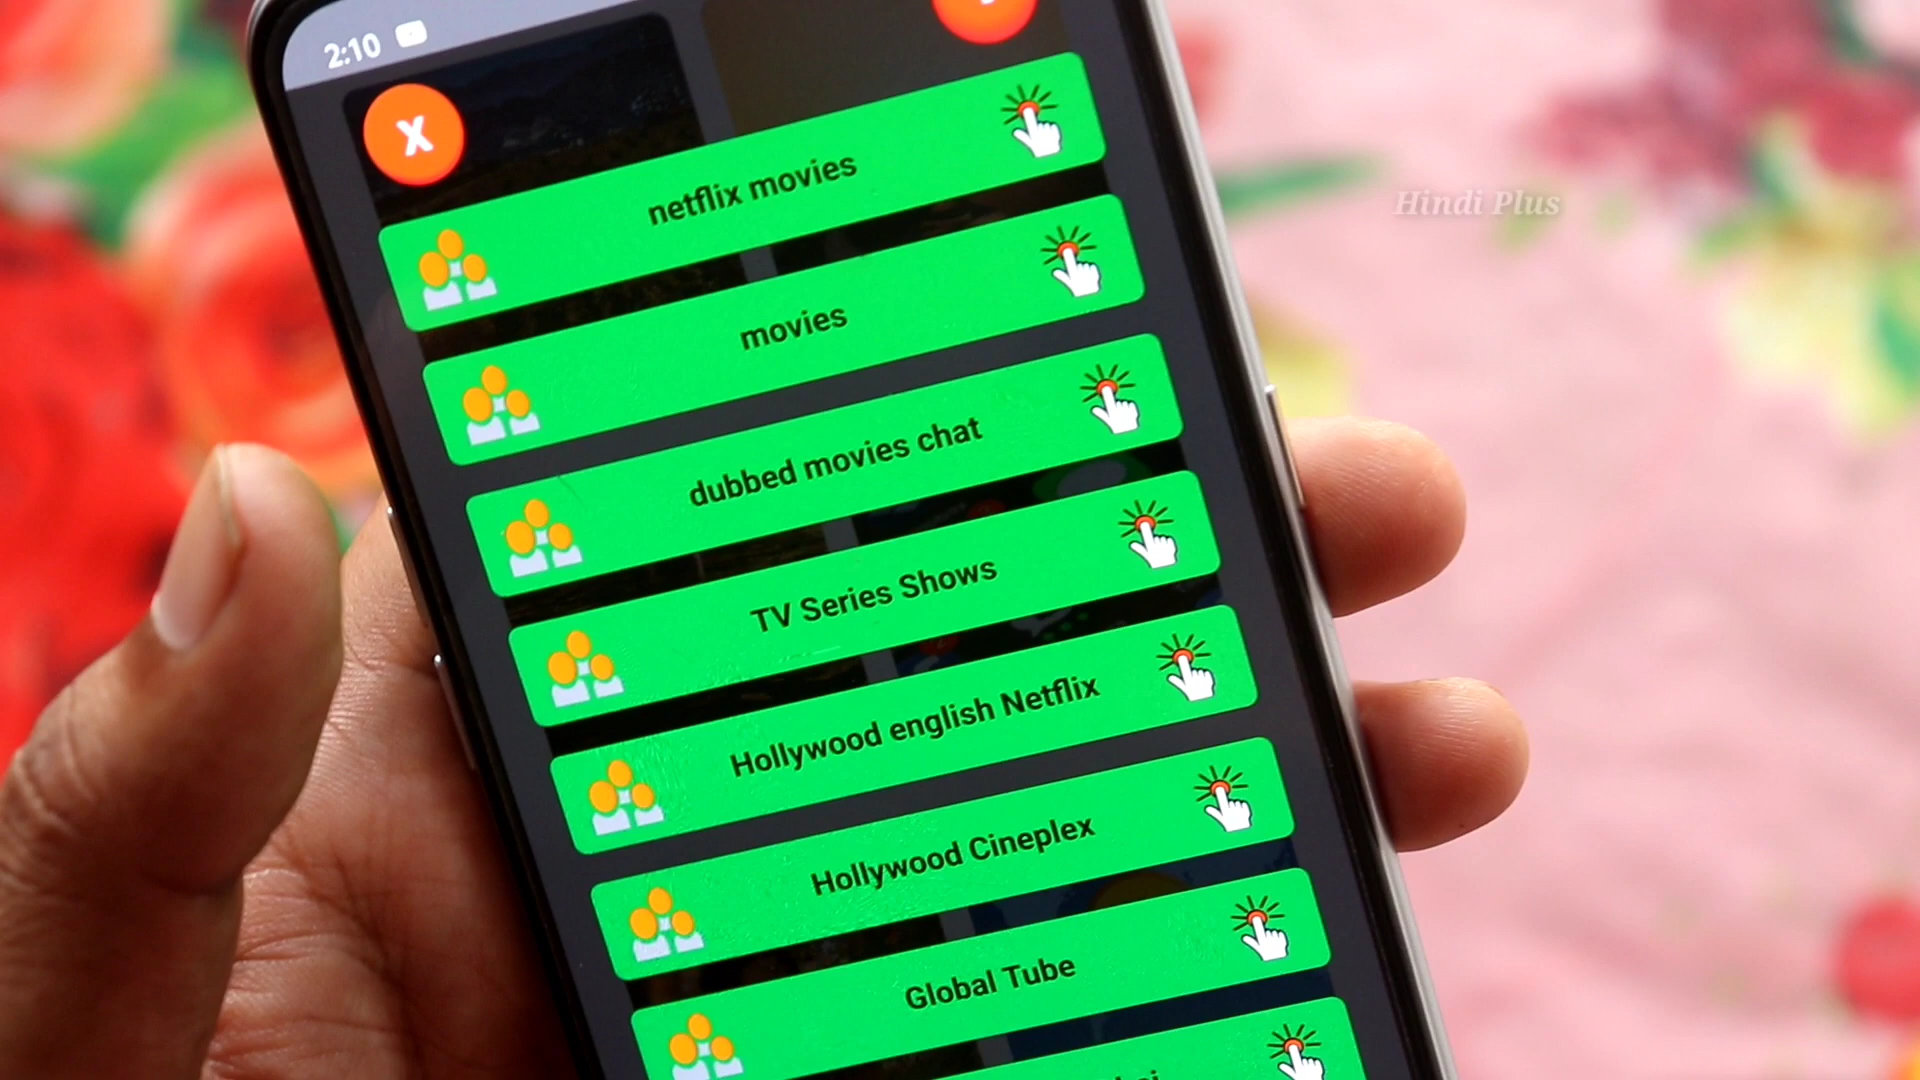 2:10
X
Hindi Plus
netflix movies
movies
dubbed movies chat
TV Series Shows
Hollywood english Netflix
Hollywood Cineplex
Global Tube